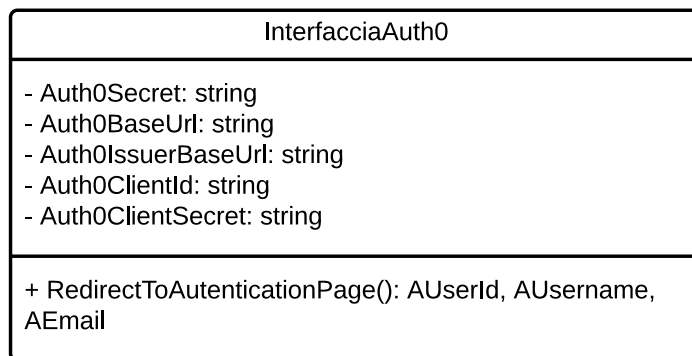 InterfacciaAuth0
- Auth0Secret: string
- Auth0BaseUrl: string
- Auth0IssuerBaseUrl: string
- Auth0ClientId: string
- Auth0ClientSecret: string
+ RedirectToAutenticationPage(): AUserId, AUsername,
AEmail